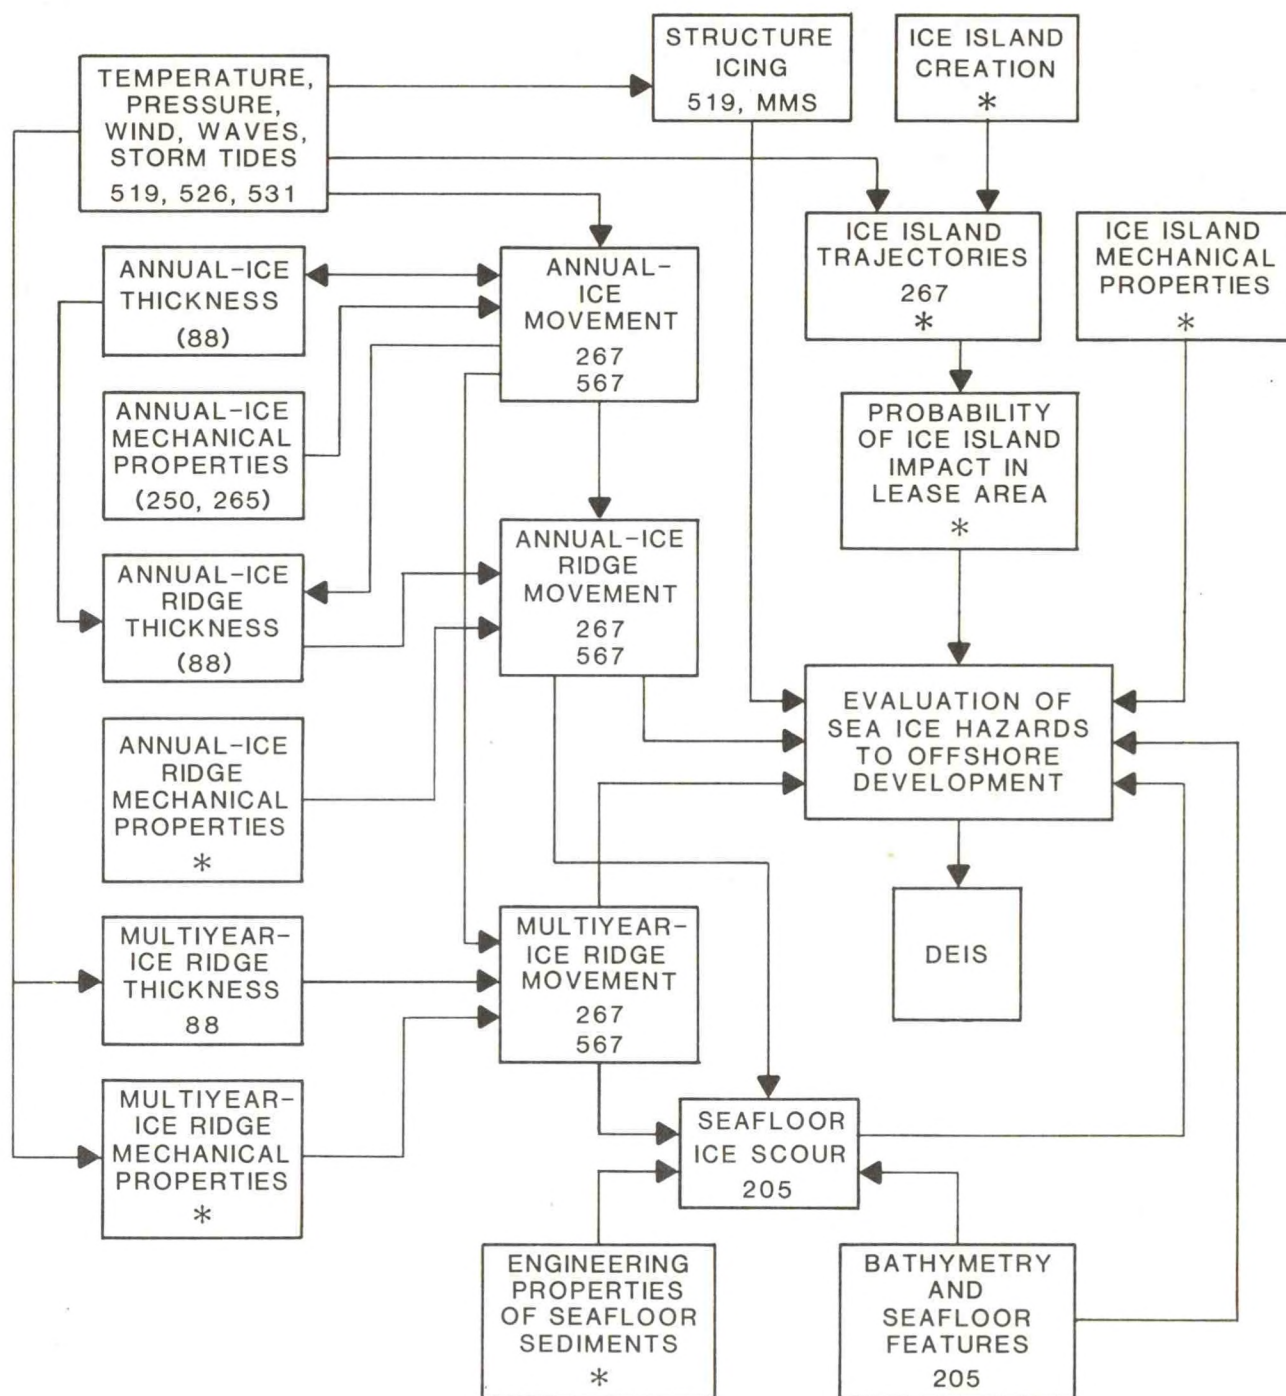 TEMPERATURE,
PRESSURE,
WIND, WAVES,
STORM TIDES
519, 526, 531
STRUCTURE
ICING
519, MMS
ICE ISLAND
CREATION
*
ANNUAL-ICE
THICKNESS
(88)
ANNUAL-
ICE
MOVEMENT
267
567
ICE ISLAND
TRAJECTORIES
267
*
ICE ISLAND
MECHANICAL
PROPERTIES
*
ANNUAL-ICE
MECHANICAL
PROPERTIES
(250, 265)
PROBABILITY
OF ICE ISLAND
IMPACT IN
LEASE AREA
*
ANNUAL-ICE
RIDGE
THICKNESS
(88)
ANNUAL-ICE
RIDGE
MOVEMENT
267
567
EVALUATION OF
SEA ICE HAZARDS
TO OFFSHORE
DEVELOPMENT
ANNUAL-ICE
RIDGE
MECHANICAL
PROPERTIES
*
DEIS
MULTIYEAR-
ICE RIDGE
THICKNESS
88
MULTIYEAR-
ICE RIDGE
MOVEMENT
267
567
MULTIYEAR-
ICE RIDGE
MECHANICAL
PROPERTIES
*
SEAFLOOR
ICE SCOUR
205
ENGINEERING
PROPERTIES
OF SEAFLOOR
SEDIMENTS
*
BATHYMETRY
AND
SEAFLOOR
FEATURES
205